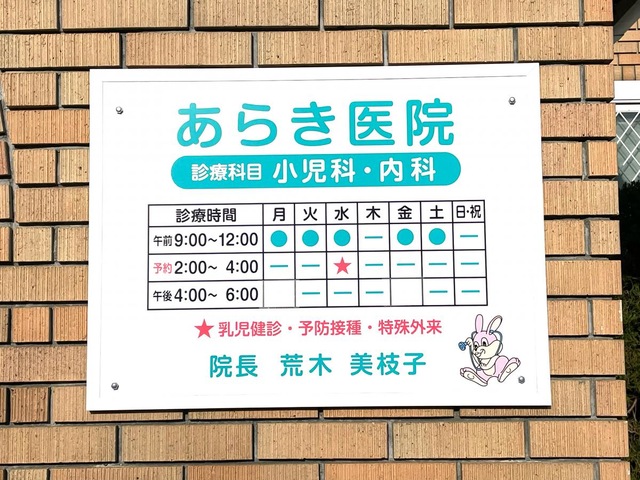 あらき医院
診療科目 小児科・内科
診療時間 月 火 水 木 金 土 日・祝
午前 9:00～12:00 ● ● ● － ● ● －
予約 2:00～ 4:00 － － ★ － － － －
午後 4:00～ 6:00 － － － － －
★乳児健診・予防接種・特殊外来
院長 荒木 美枝子